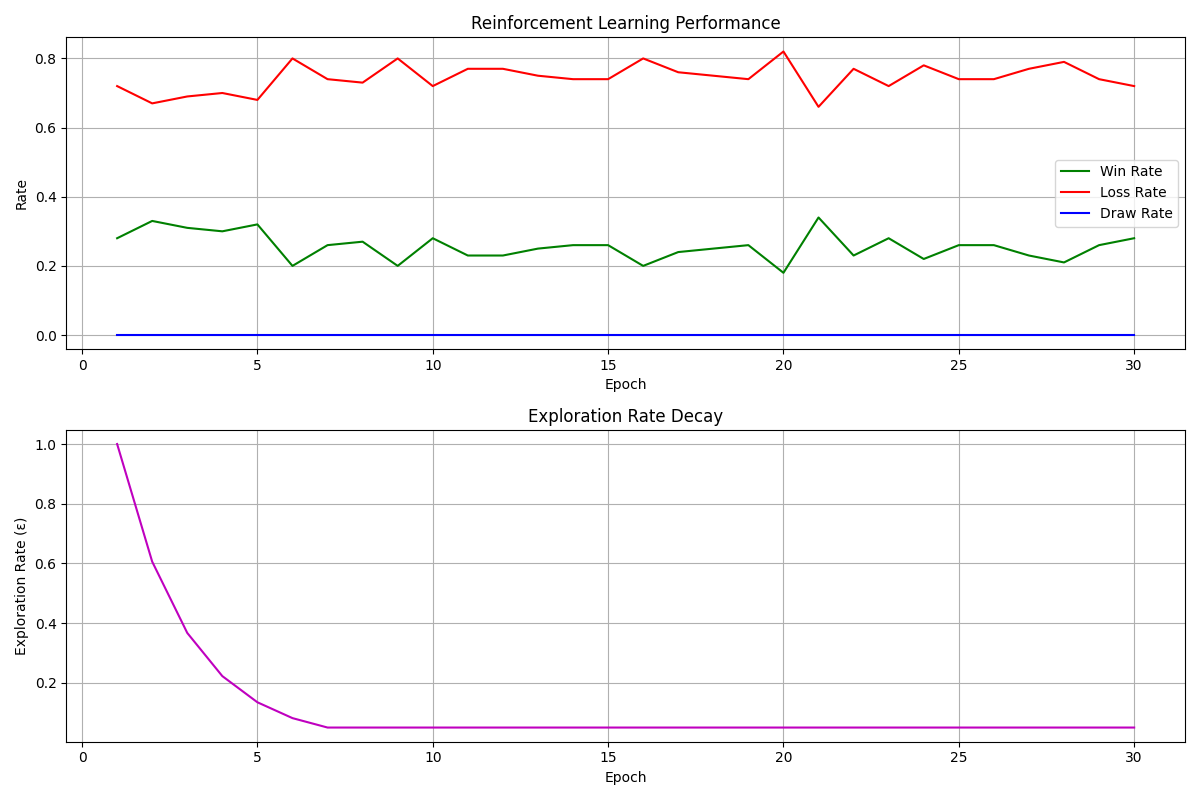 Reinforcement Learning Performance
0.8
0.6
0.4
0.2
0.0
Rate
Win Rate
Loss Rate
Draw Rate
0 5 10 15 20 25 30
Epoch
Exploration Rate Decay
1.0
0.8
0.6
0.4
0.2
Exploration Rate (ε)
0 5 10 15 20 25 30
Epoch